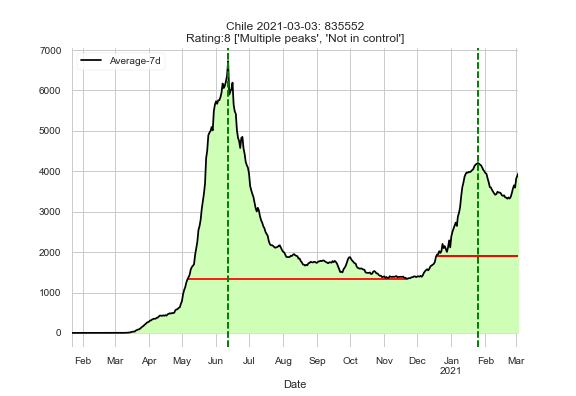 Chile 2021-03-03: 835552
Rating:8 ['Multiple peaks', 'Not in control']
7000
Average-7d
6000
5000
4000
3000
2000
1000
0
Feb Mar Apr May Jun Jul Aug Sep Oct Nov Dec Jan Feb Mar
2021
Date